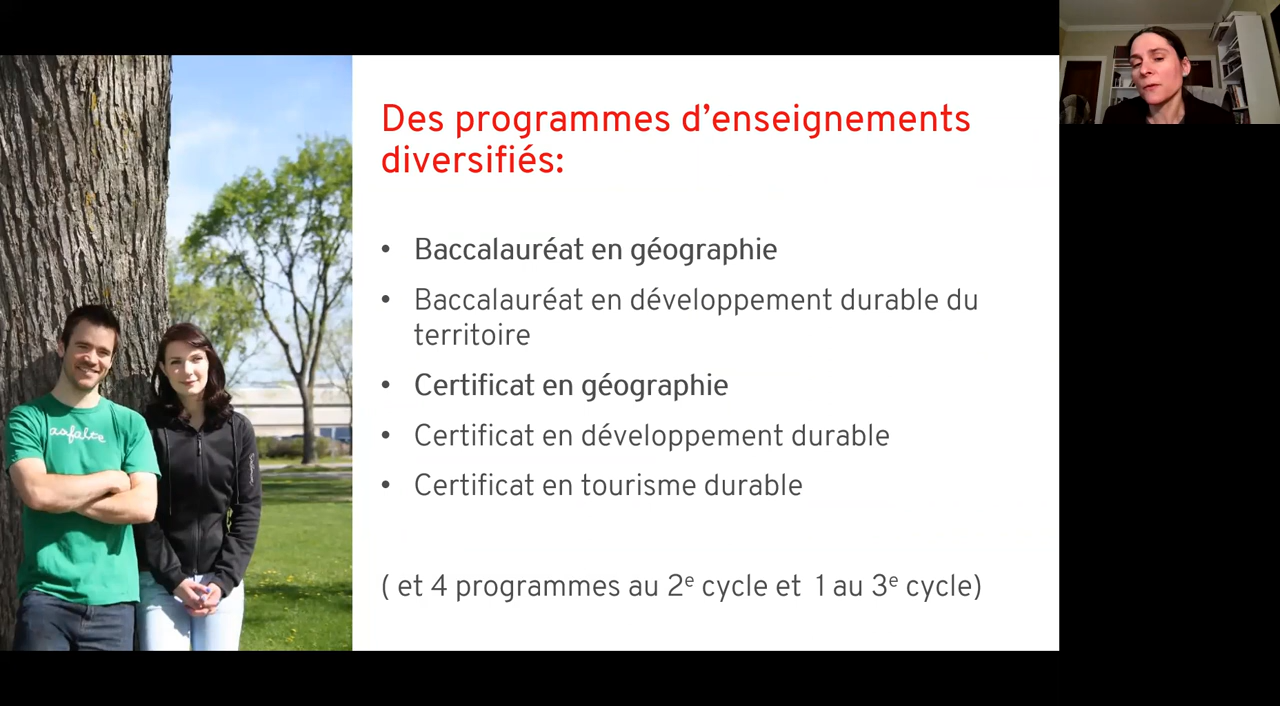 Des programmes d’enseignements
diversifiés:
• Baccalauréat en géographie
• Baccalauréat en développement durable du
territoire
• Certificat en géographie
• Certificat en développement durable
• Certificat en tourisme durable
( et 4 programmes au 2e cycle et 1 au 3e cycle)
asfalte